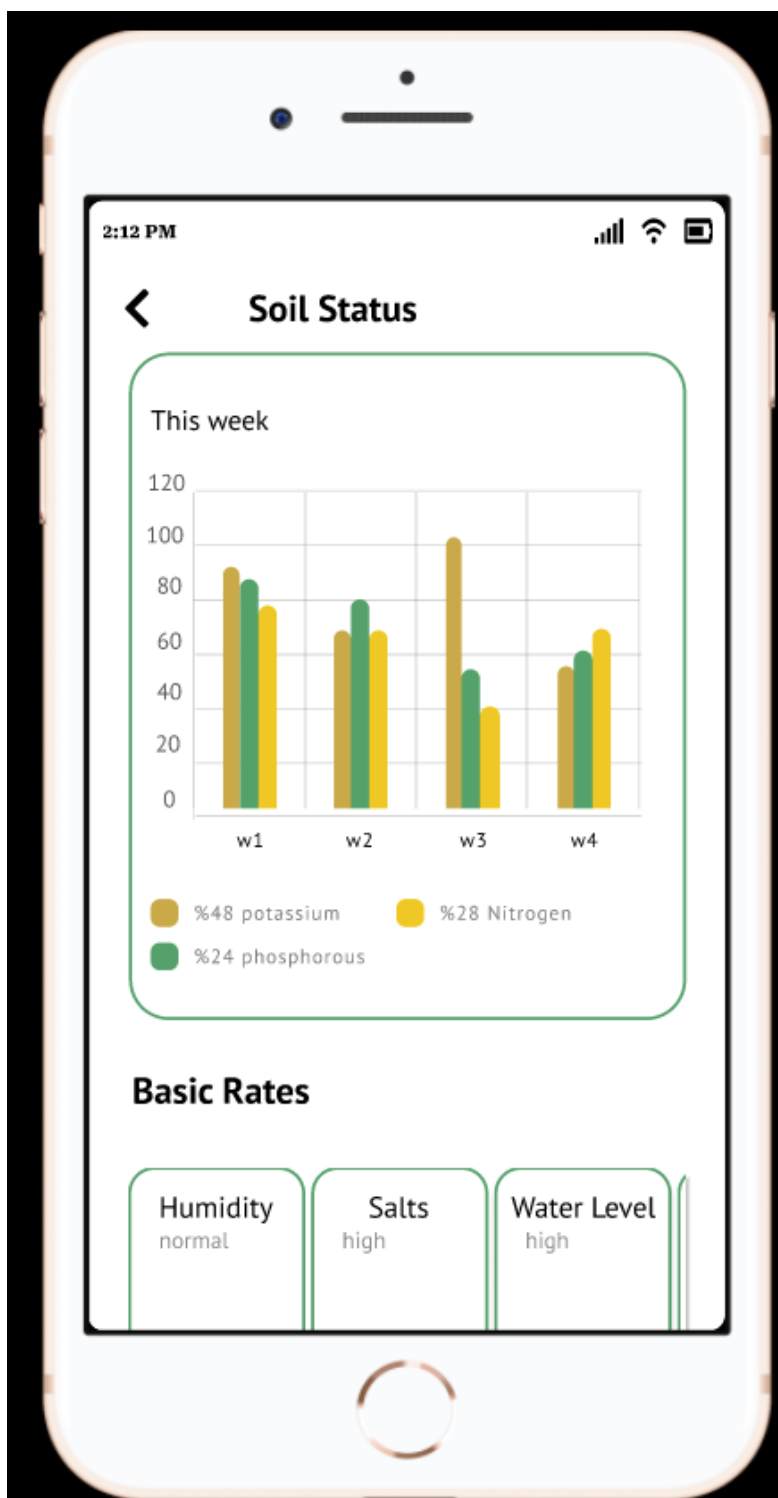 2:12 PM
Soil Status
This week
120
100
80
60
40
20
0
w1 w2 w3 w4
%48 potassium %28 Nitrogen
%24 phosphorous
Basic Rates
Humidity Salts Water Level
normal high high